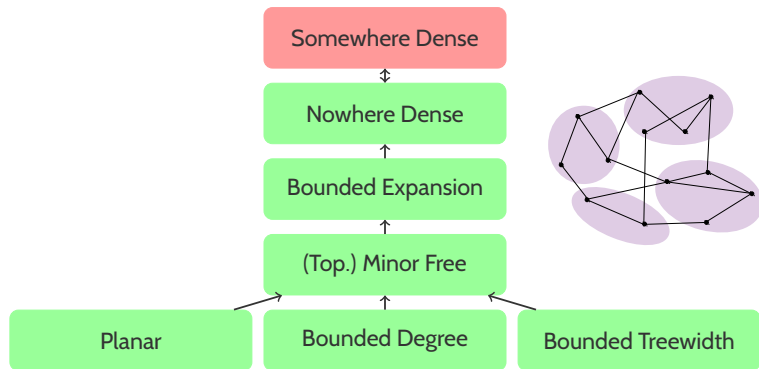 Somewhere Dense
Nowhere Dense
Bounded Expansion
(Top.) Minor Free
Planar
Bounded Degree
Bounded Treewidth